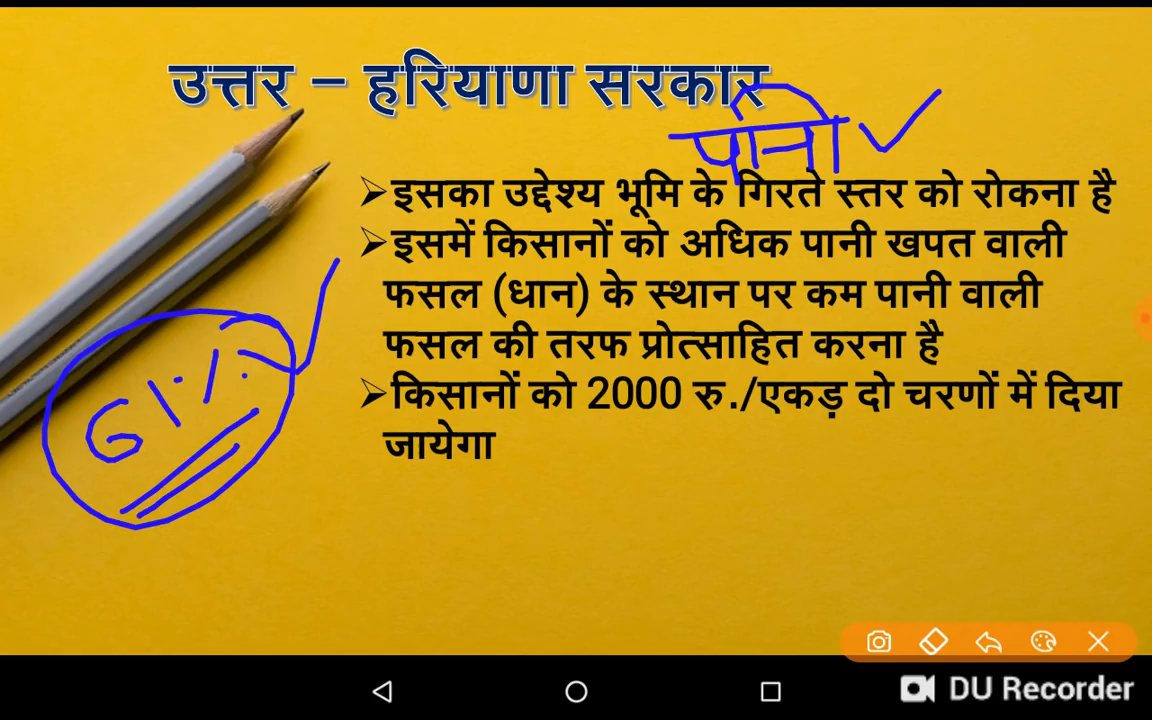 उत्तर – हरियाणा सरकार
पानी
➢इसका उद्देश्य भूमि के गिरते स्तर को रोकना है
➢इसमें किसानों को अधिक पानी खपत वाली
फसल (धान) के स्थान पर कम पानी वाली
फसल की तरफ प्रोत्साहित करना है
61%
➢किसानों को 2000 रु./एकड़ दो चरणों में दिया
जायेगा
DU Recorder